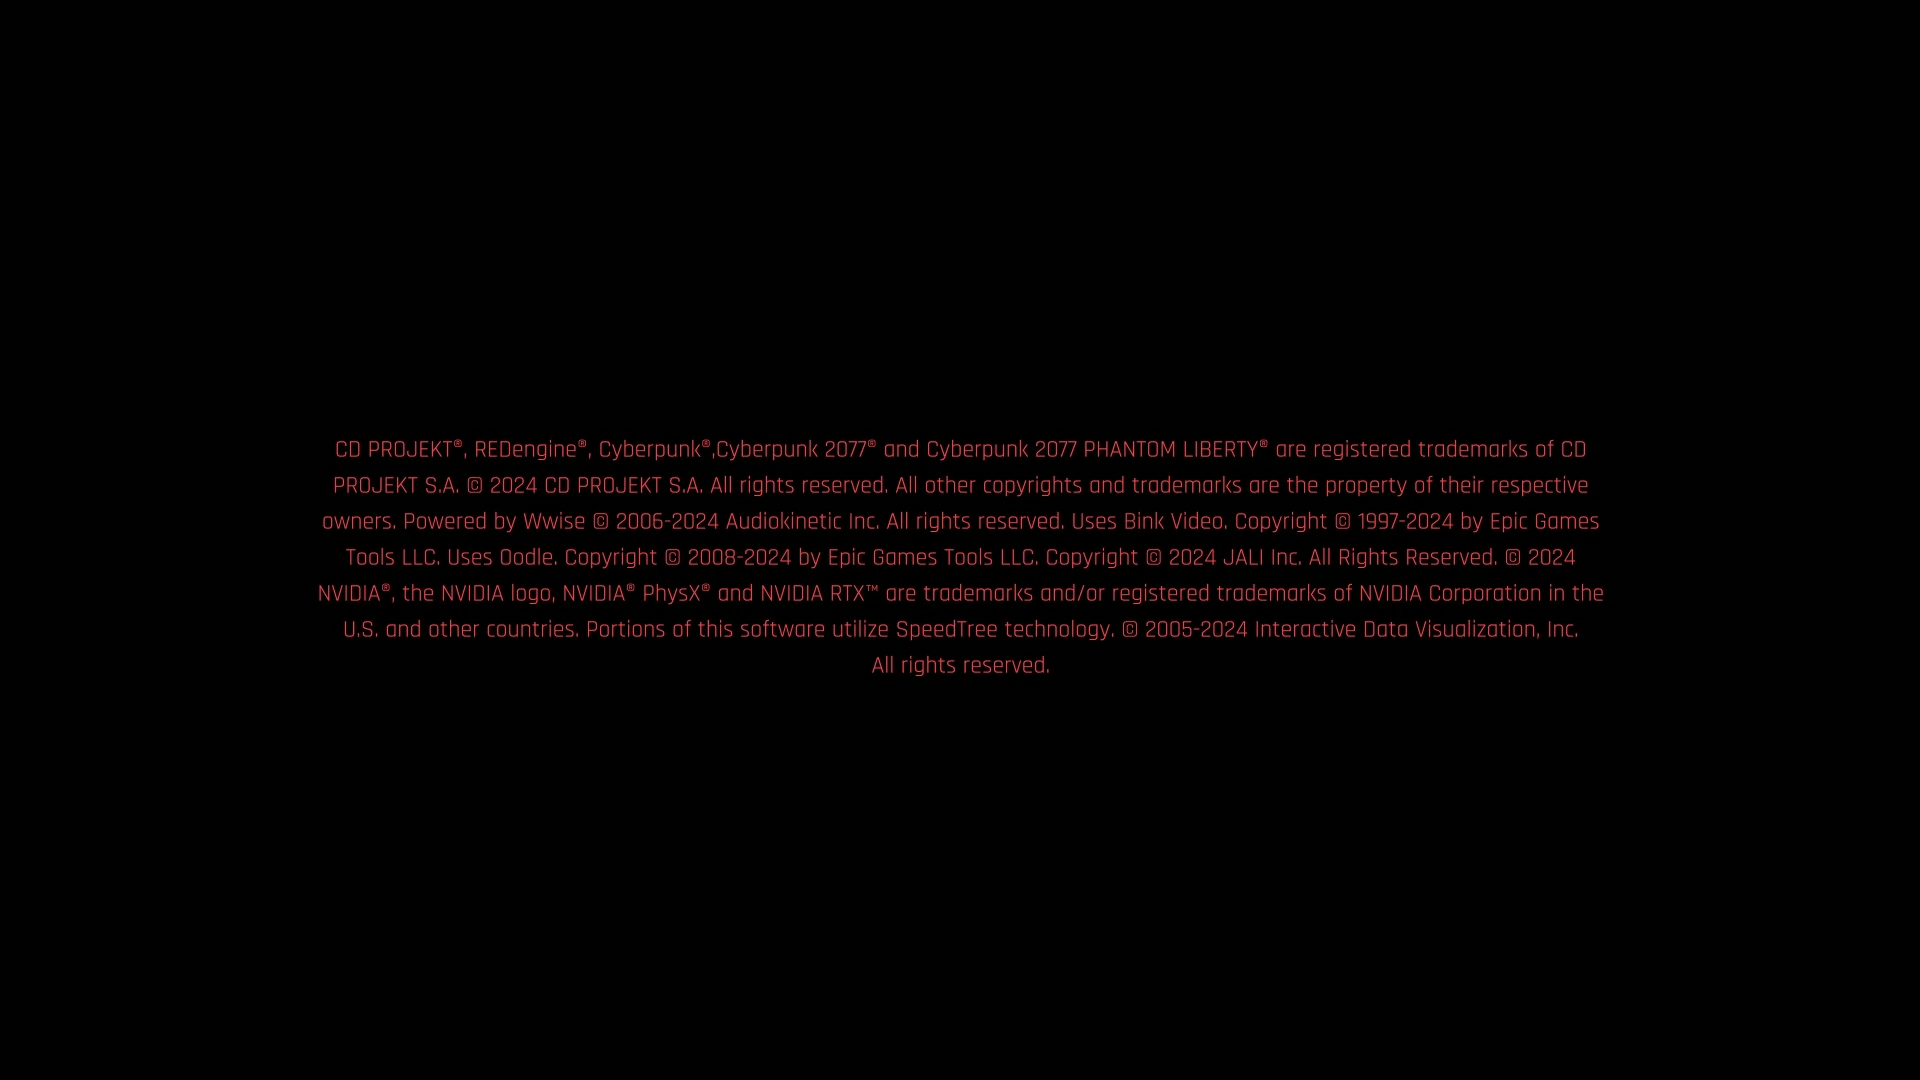 CD PROJEKT®, REDengine®, Cyberpunk®,Cyberpunk 2077® and Cyberpunk 2077 PHANTOM LIBERTY® are registered trademarks of CD
PROJEKT S.A. © 2024 CD PROJEKT S.A. All rights reserved. All other copyrights and trademarks are the property of their respective
owners. Powered by Wwise © 2006-2024 Audiokinetic Inc. All rights reserved. Uses Bink Video. Copyright © 1997-2024 by Epic Games
Tools LLC. Uses Oodle. Copyright © 2008-2024 by Epic Games Tools LLC. Copyright © 2024 JALI Inc. All Rights Reserved. © 2024
NVIDIA®, the NVIDIA logo, NVIDIA® PhysX® and NVIDIA RTX™ are trademarks and/or registered trademarks of NVIDIA Corporation in the
U.S. and other countries. Portions of this software utilize SpeedTree technology. © 2005-2024 Interactive Data Visualization, Inc.
All rights reserved.